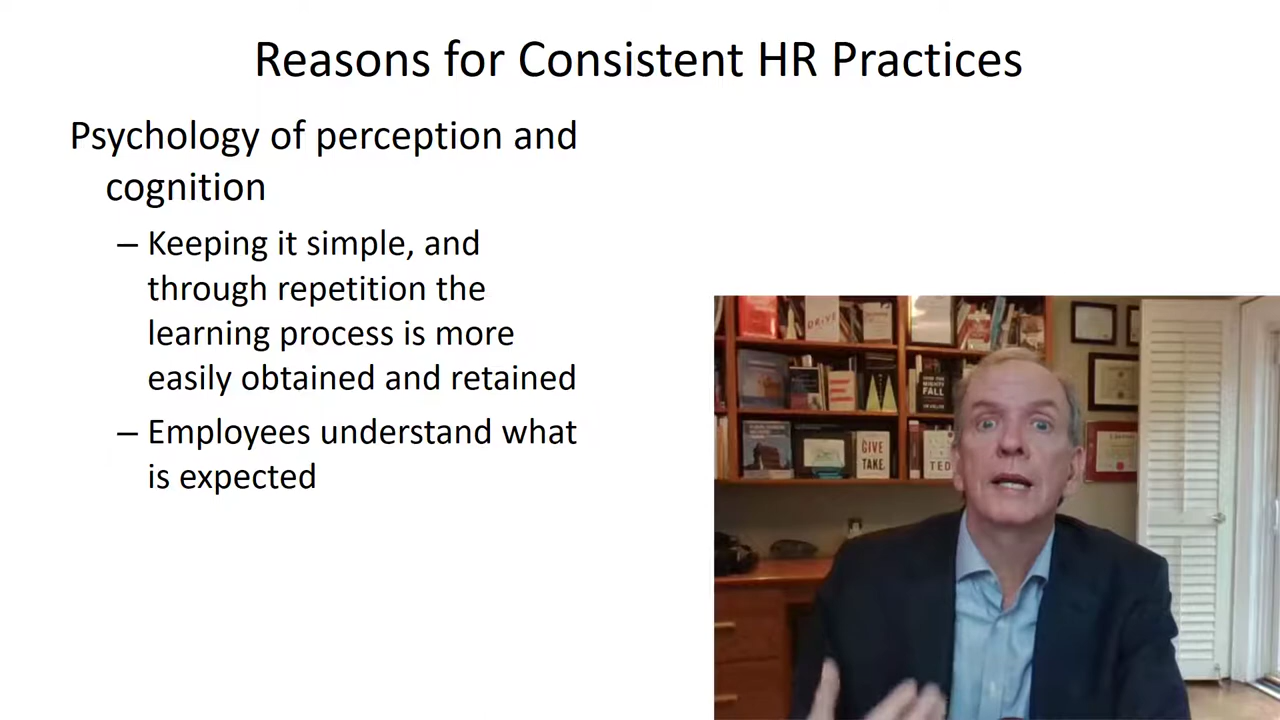 Reasons for Consistent HR Practices
Psychology of perception and
cognition
– Keeping it simple, and
through repetition the
learning process is more
easily obtained and retained
– Employees understand what
is expected
DRIVE
FALL
GIVE
TAKE
TED